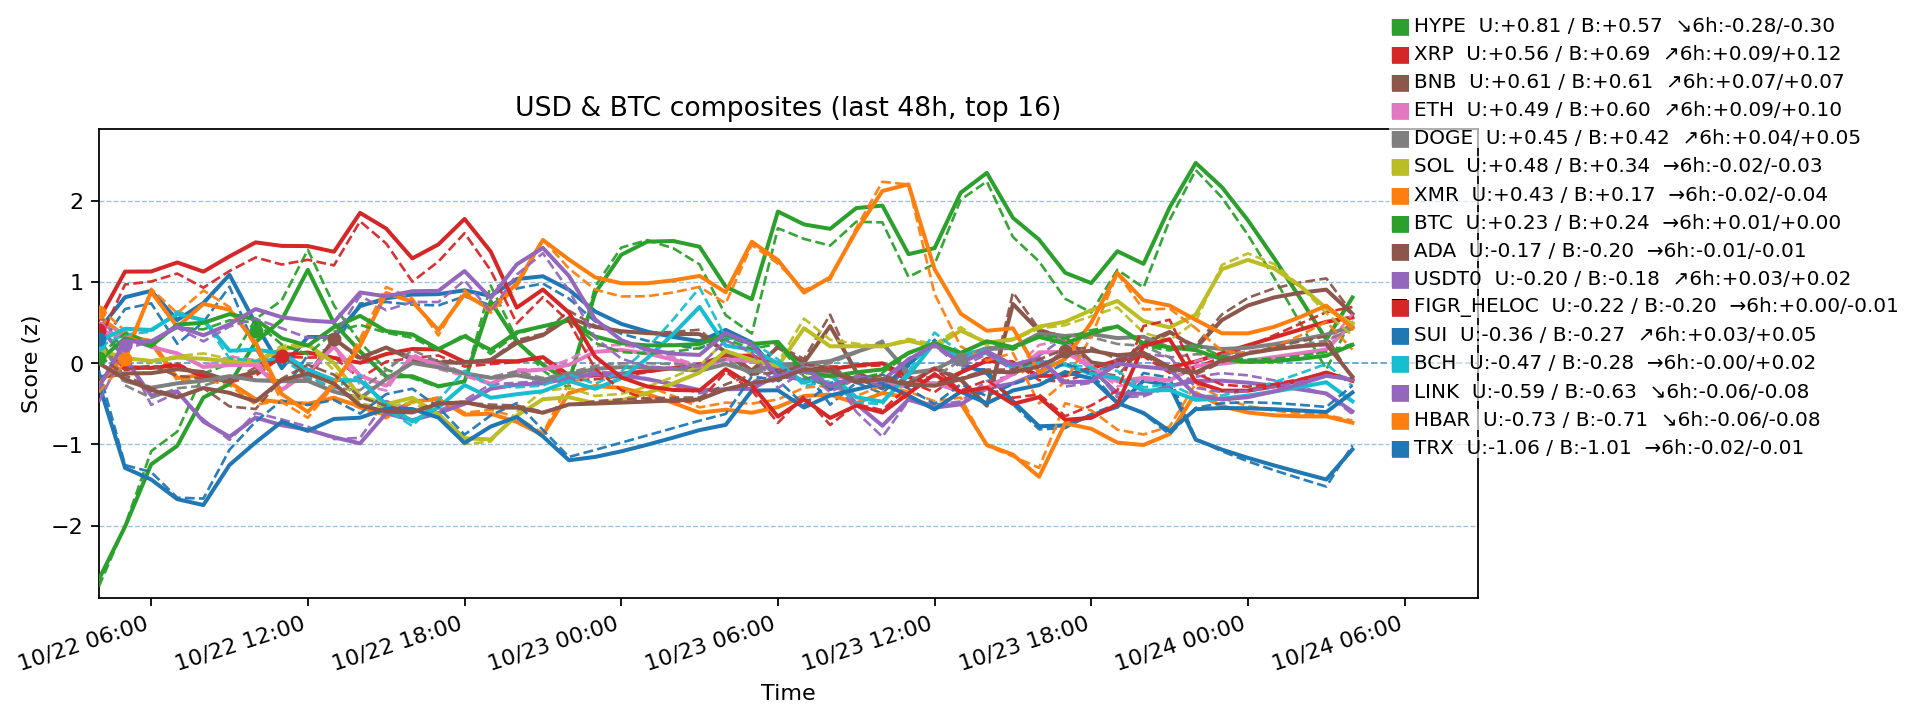 HYPE  U:+0.81 / B:+0.57  ↘6h:-0.28/-0.30
XRP  U:+0.56 / B:+0.69  ↗6h:+0.09/+0.12
BNB  U:+0.61 / B:+0.61  ↗6h:+0.07/+0.07
ETH  U:+0.49 / B:+0.60  ↗6h:+0.09/+0.10
DOGE  U:+0.45 / B:+0.42  ↗6h:+0.04/+0.05
SOL  U:+0.48 / B:+0.34  →6h:-0.02/-0.03
XMR  U:+0.43 / B:+0.17  →6h:-0.02/-0.04
BTC  U:+0.23 / B:+0.24  →6h:+0.01/+0.00
ADA  U:-0.17 / B:-0.20  →6h:-0.01/-0.01
USDT0  U:-0.20 / B:-0.18  ↗6h:+0.03/+0.02
FIGR_HELOC  U:-0.22 / B:-0.20  →6h:+0.00/-0.01
SUI  U:-0.36 / B:-0.27  ↗6h:+0.03/+0.05
BCH  U:-0.47 / B:-0.28  →6h:-0.00/+0.02
LINK  U:-0.59 / B:-0.63  ↘6h:-0.06/-0.08
HBAR  U:-0.73 / B:-0.71  ↘6h:-0.06/-0.08
TRX  U:-1.06 / B:-1.01  →6h:-0.02/-0.01
USD & BTC composites (last 48h, top 16)
Score (z)
2
1
0
−1
−2
10/22 06:00
10/22 12:00
10/22 18:00
10/23 00:00
10/23 06:00
10/23 12:00
10/23 18:00
10/24 00:00
10/24 06:00
Time